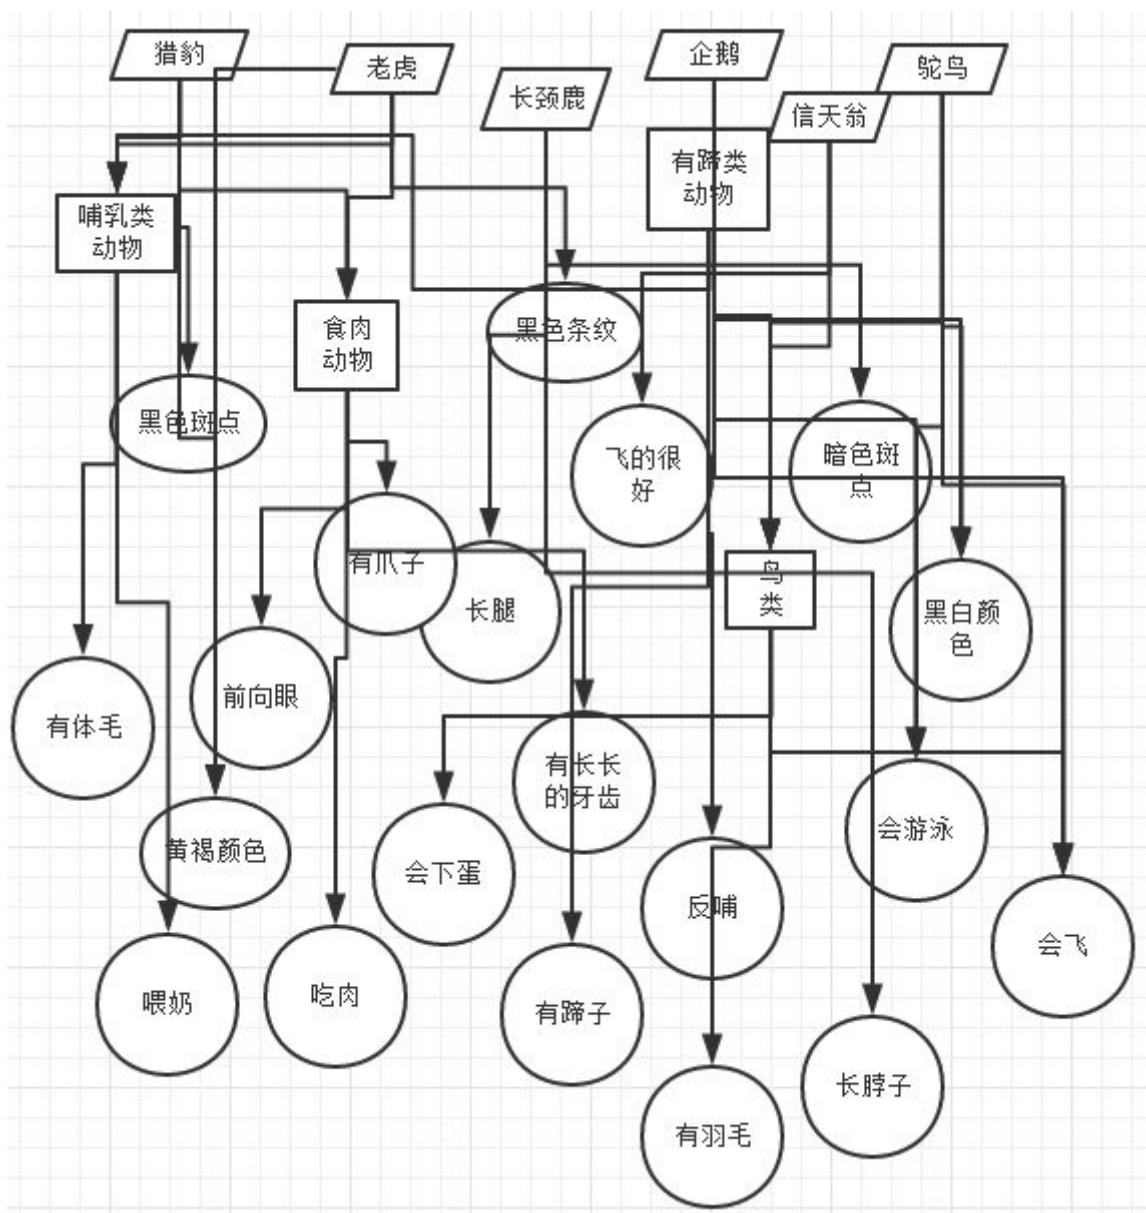 猎豹
老虎
长颈鹿
企鹅
鸵鸟
信天翁
有蹄类
动物
哺乳类
动物
食肉
动物
黑色条纹
黑色斑点
飞的很
好
暗色斑
点
有爪子
长腿
鸟
类
黑白颜
色
有体毛
前向眼
有长长
的牙齿
黄褐颜色
会下蛋
会游泳
反哺
会飞
喂奶
吃肉
有蹄子
长脖子
有羽毛